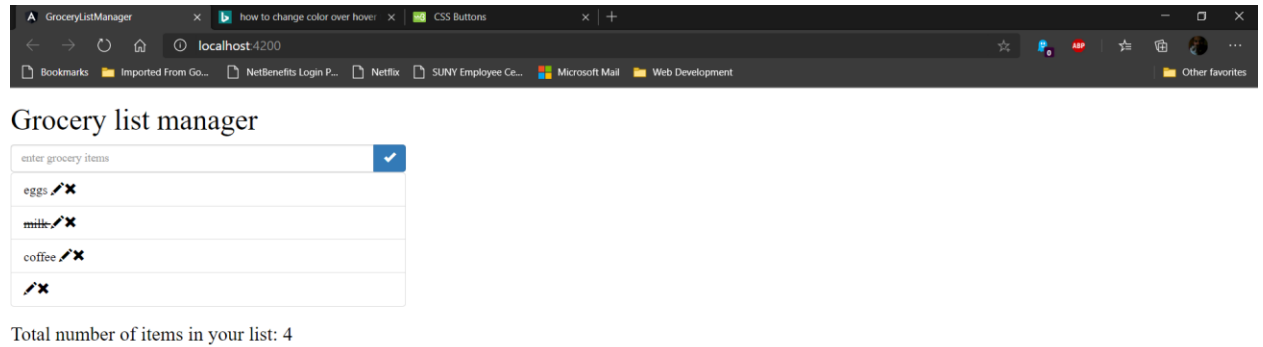 GroceryListManager how to change color over hover CSS Buttons
localhost:4200
ABP
0
Bookmarks Imported From Go... NetBenefits Login P... Netflix SUNY Employee Ce... Microsoft Mail Web Development Other favorites
Grocery list manager
enter grocery items
eggs
milk
coffee
Total number of items in your list: 4